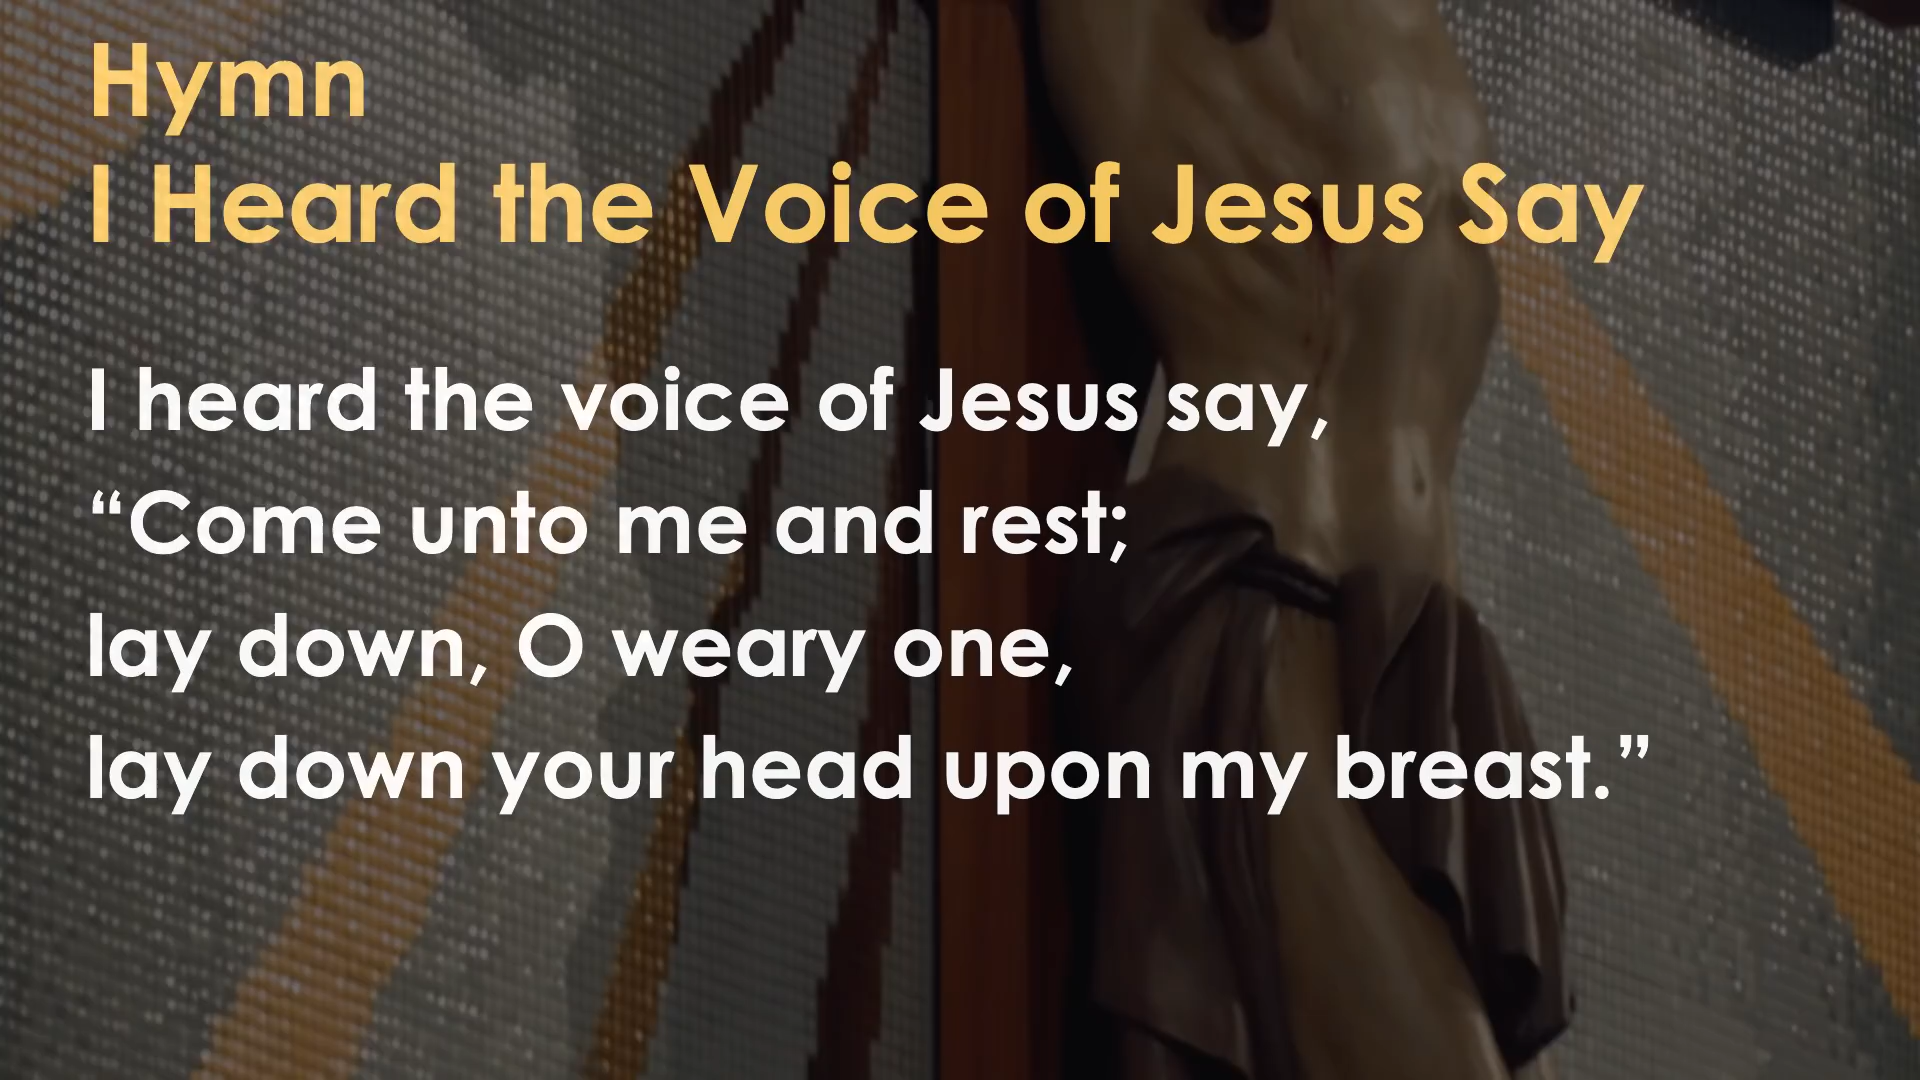 Hymn
I Heard the Voice of Jesus Say
I heard the voice of Jesus say,
“Come unto me and rest;
lay down, O weary one,
lay down your head upon my breast.”